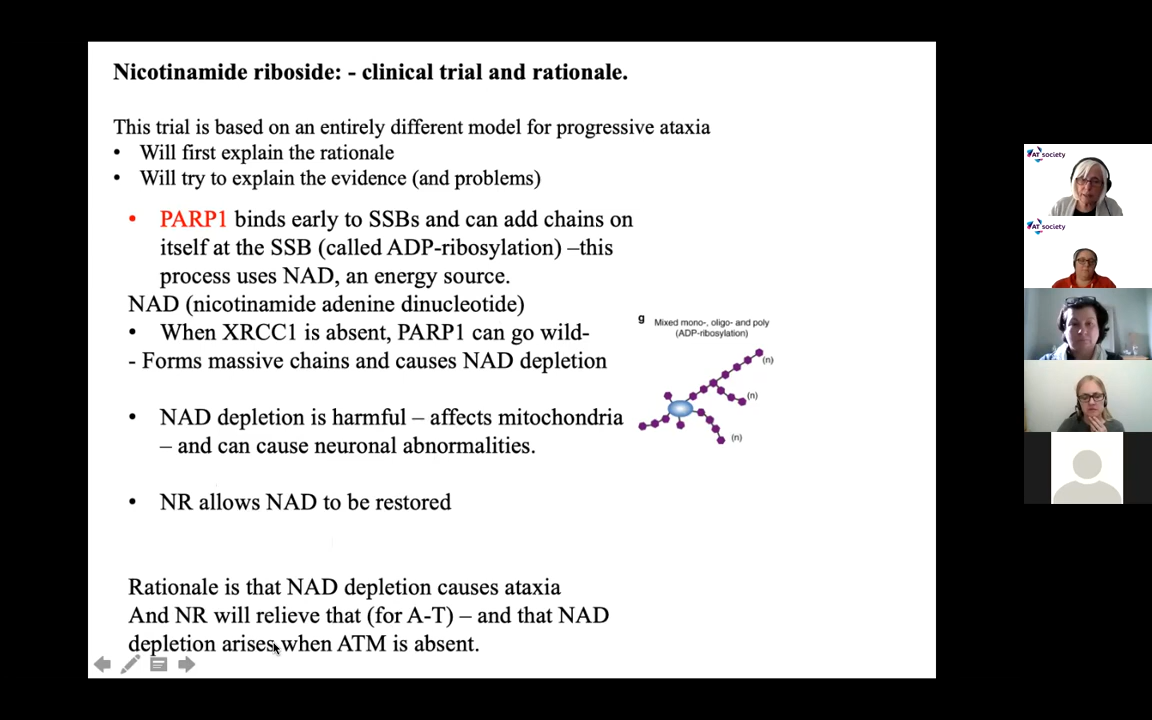 Nicotinamide riboside: - clinical trial and rationale.
This trial is based on an entirely different model for progressive ataxia
• Will first explain the rationale
• Will try to explain the evidence (and problems)
• PARP1 binds early to SSBs and can add chains on
itself at the SSB (called ADP-ribosylation) –this
process uses NAD, an energy source.
NAD (nicotinamide adenine dinucleotide)
• When XRCC1 is absent, PARP1 can go wild-
- Forms massive chains and causes NAD depletion
• NAD depletion is harmful – affects mitochondria
– and can cause neuronal abnormalities.
• NR allows NAD to be restored
Rationale is that NAD depletion causes ataxia
And NR will relieve that (for A-T) – and that NAD
depletion arises when ATM is absent.
g Mixed mono-, oligo- and poly
(ADP-ribosylation)
(n)
(n)
(n)
AT society
AT society